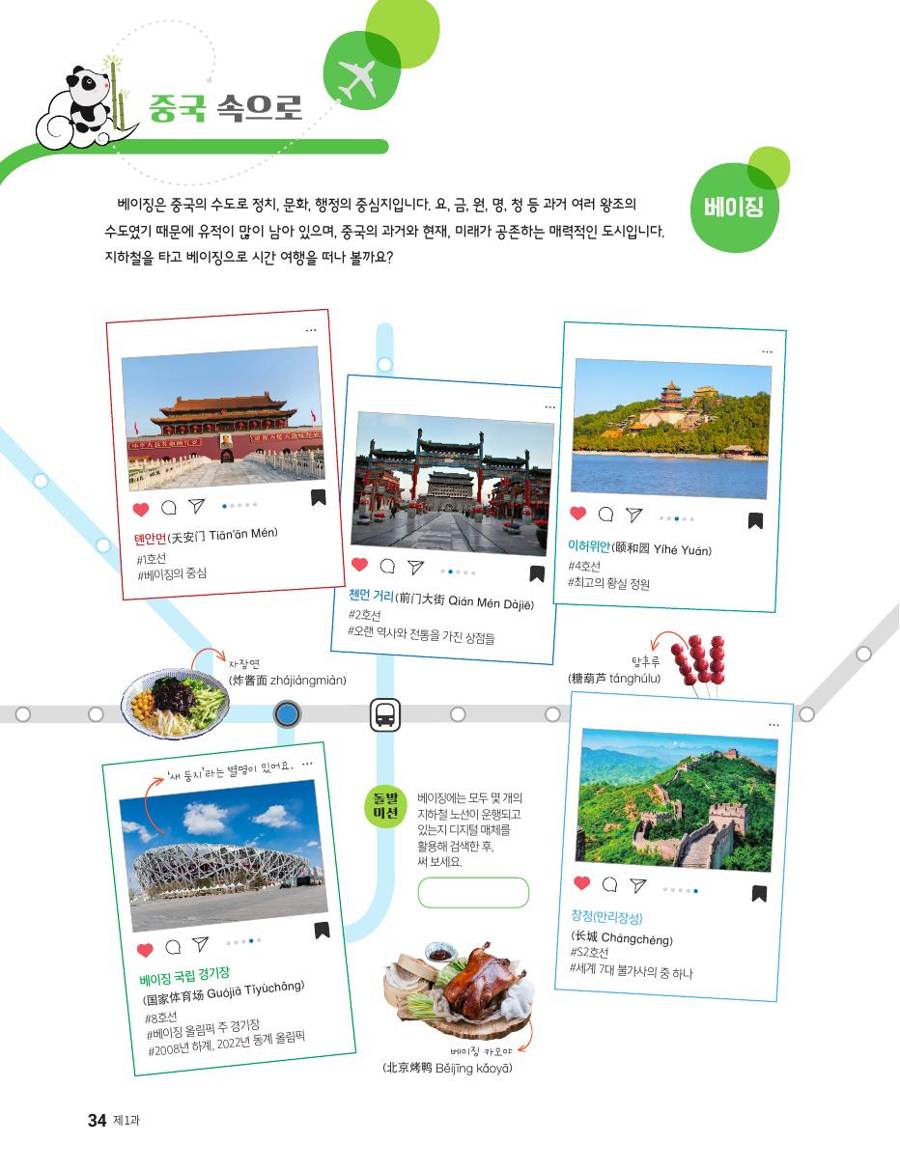 중국 속으로
베이징은 중국의 수도로 정치, 문화, 행정의 중심지입니다. 요, 금, 원, 명, 청 등 과거 여러 왕조의
수도였기 때문에 유적이 많이 남아 있으며, 중국의 과거와 현재, 미래가 공존하는 매력적인 도시입니다.
지하철을 타고 베이징으로 시간 여행을 떠나 볼까요?
베이징
톈안먼(天安门 Tiān'ān Mén)
#1호선
#베이징의 중심
첸먼 거리(前门大街 Qián Mén Dàjiē)
#2호선
#오랜 역사와 전통을 가진 상점들
이허위안(颐和园 Yíhé Yuán)
#4호선
#최고의 황실 정원
자장몐
(炸酱面 zhájiàngmiàn)
탕후루
(糖葫芦 tánghúlu)
'새 둥지'라는 별명이 있어요.
베이징 국립 경기장
(国家体育场 Guójiā Tǐyùchǎng)
#8호선
#베이징 올림픽 주 경기장
#2008년 하계, 2022년 동계 올림픽
돌발
미션
베이징에는 모두 몇 개의
지하철 노선이 운행되고
있는지 디지털 매체를
활용해 검색한 후,
써 보세요.
창청(만리장성)
(长城 Chángchéng)
#S2호선
#세계 7대 불가사의 중 하나
베이징 카오야
(北京烤鸭 Běijīng kǎoyā)
34 제1과